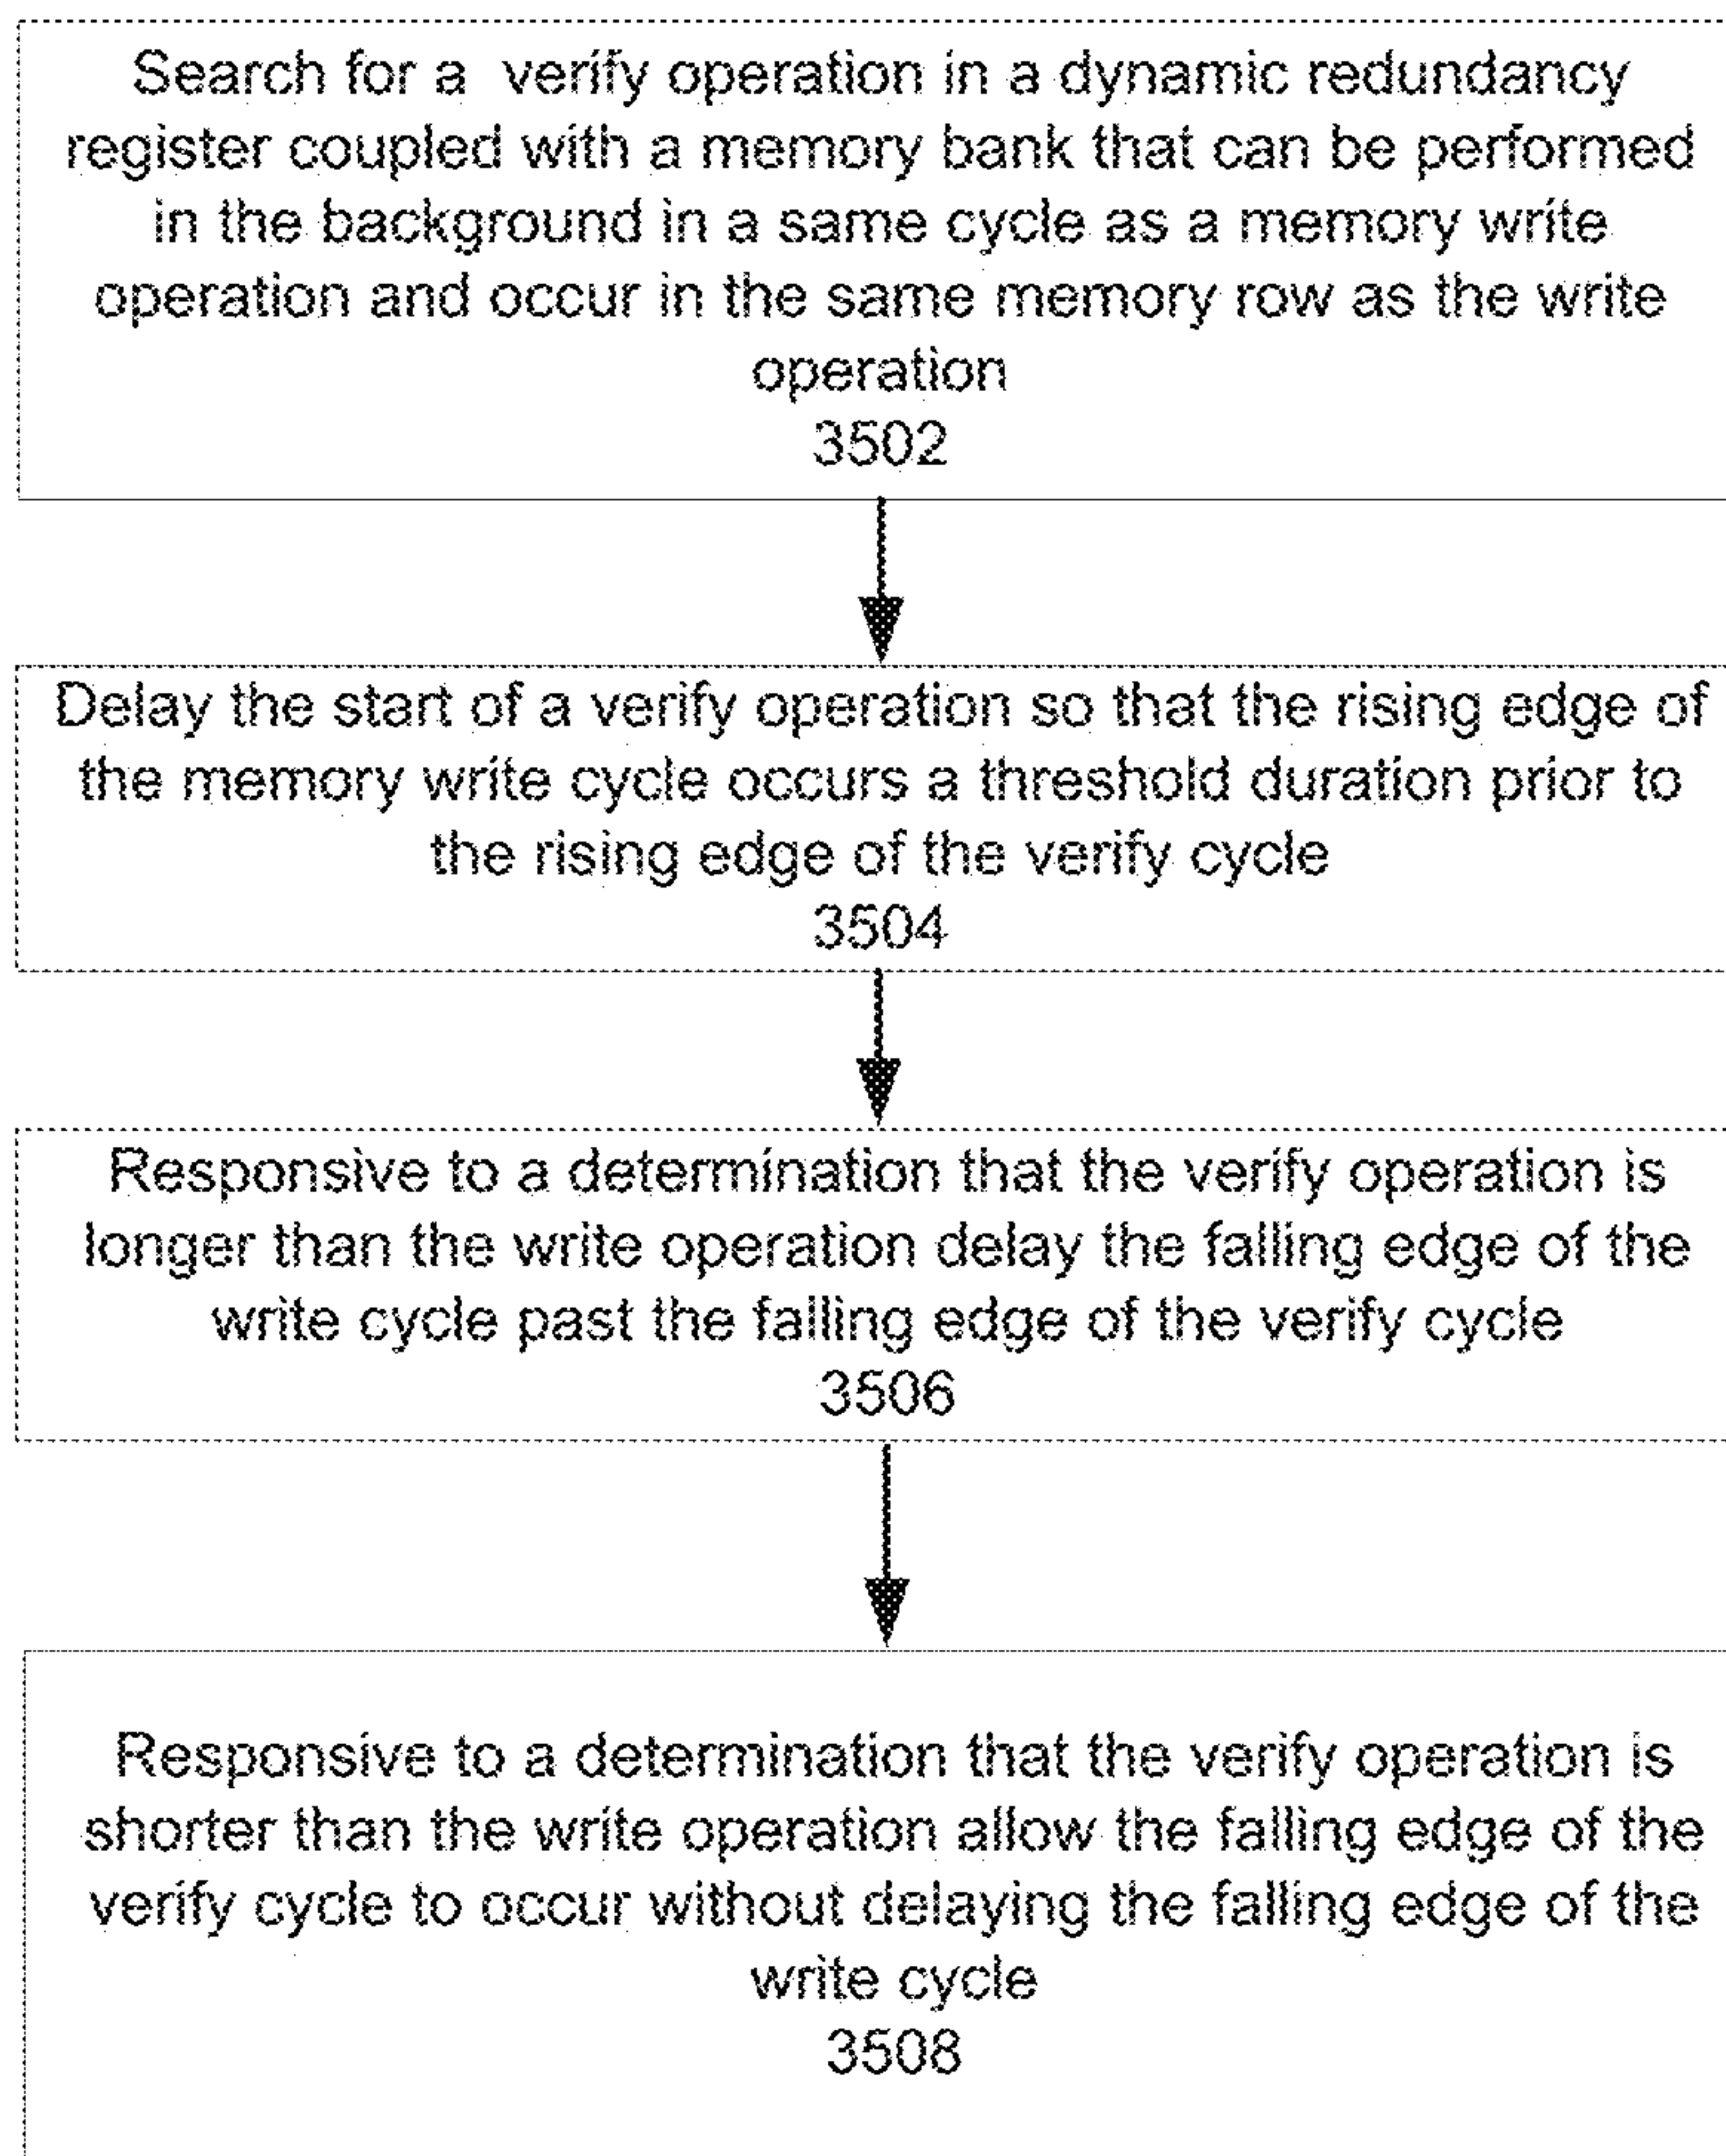 Search for a verify operation in a dynamic redundancy
register coupled with a memory bank that can be performed
in the background in a same cycle as a memory write
operation and occur in the same memory row as the write
operation
3502
Delay the start of a verify operation so that the rising edge of
the memory write cycle occurs a threshold duration prior to
the rising edge of the verify cycle
3504
Responsive to a determination that the verify operation is
longer than the write operation delay the falling edge of the
write cycle past the falling edge of the verify cycle
3506
Responsive to a determination that the verify operation is
shorter than the write operation allow the falling edge of the
verify cycle to occur without delaying the falling edge of the
write cycle
3508